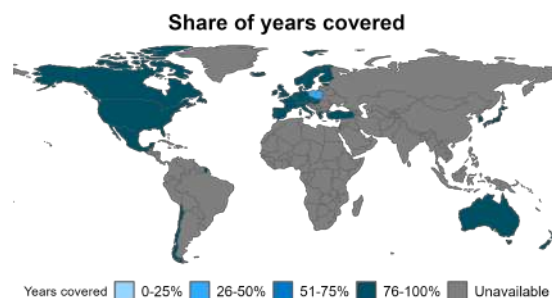 Share of years covered
Years covered 0-25% 26-50% 51-75% 76-100% Unavailable